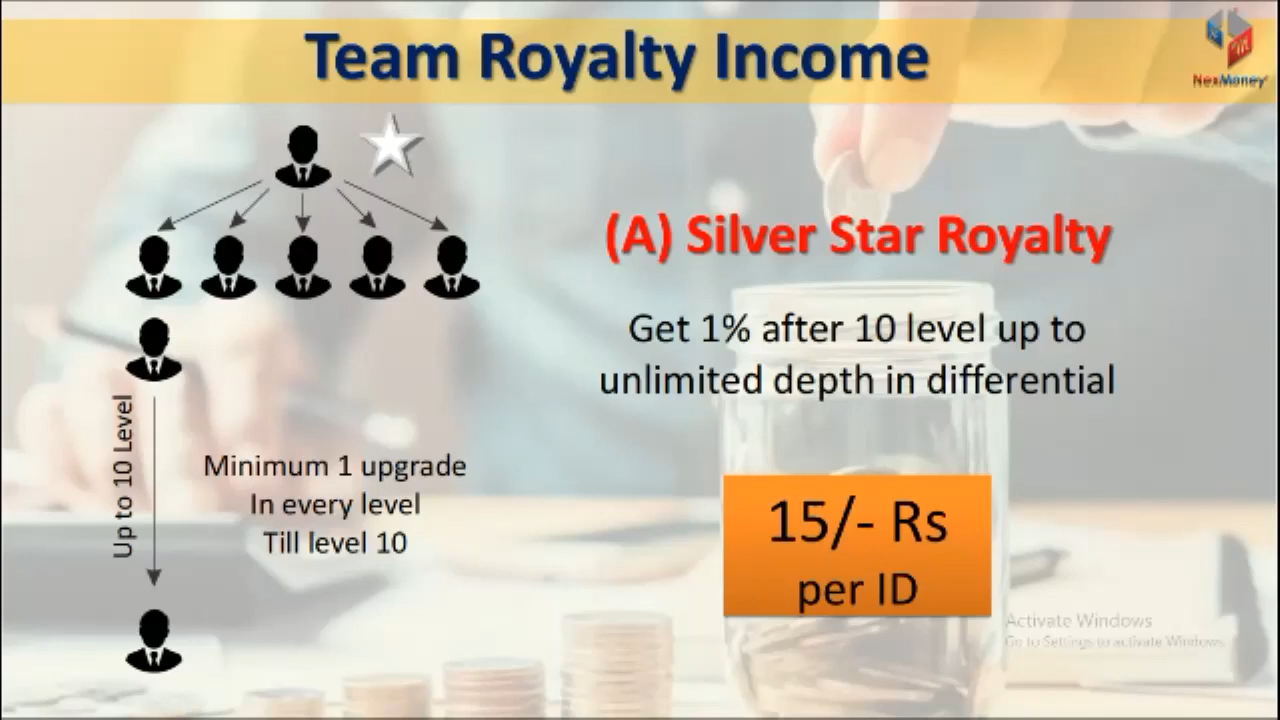 Team Royalty Income
NexMoney
(A) Silver Star Royalty
Get 1% after 10 level up to
unlimited depth in differential
Up to 10 Level
Minimum 1 upgrade
In every level
Till level 10
15/- Rs
per ID
Activate Windows
Go to Settings to activate Windows.